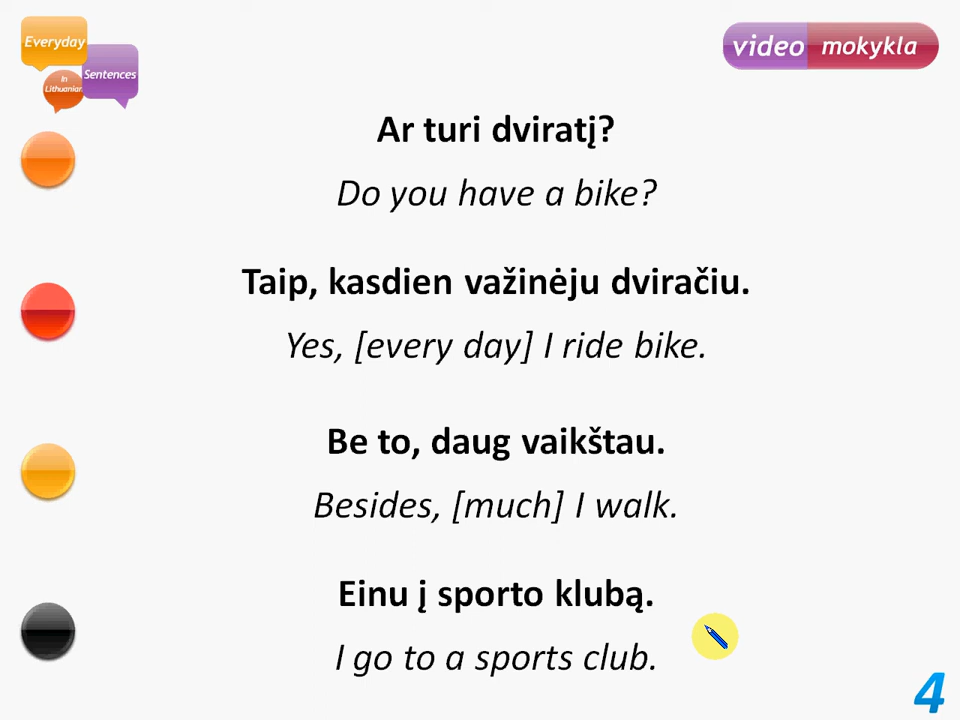 Everyday
In
Lithuanian
Sentences
video mokykla
Ar turi dviratį?
Do you have a bike?
Taip, kasdien važinėju dviračiu.
Yes, [every day] I ride bike.
Be to, daug vaikštau.
Besides, [much] I walk.
Einu į sporto klubą.
I go to a sports club.
4